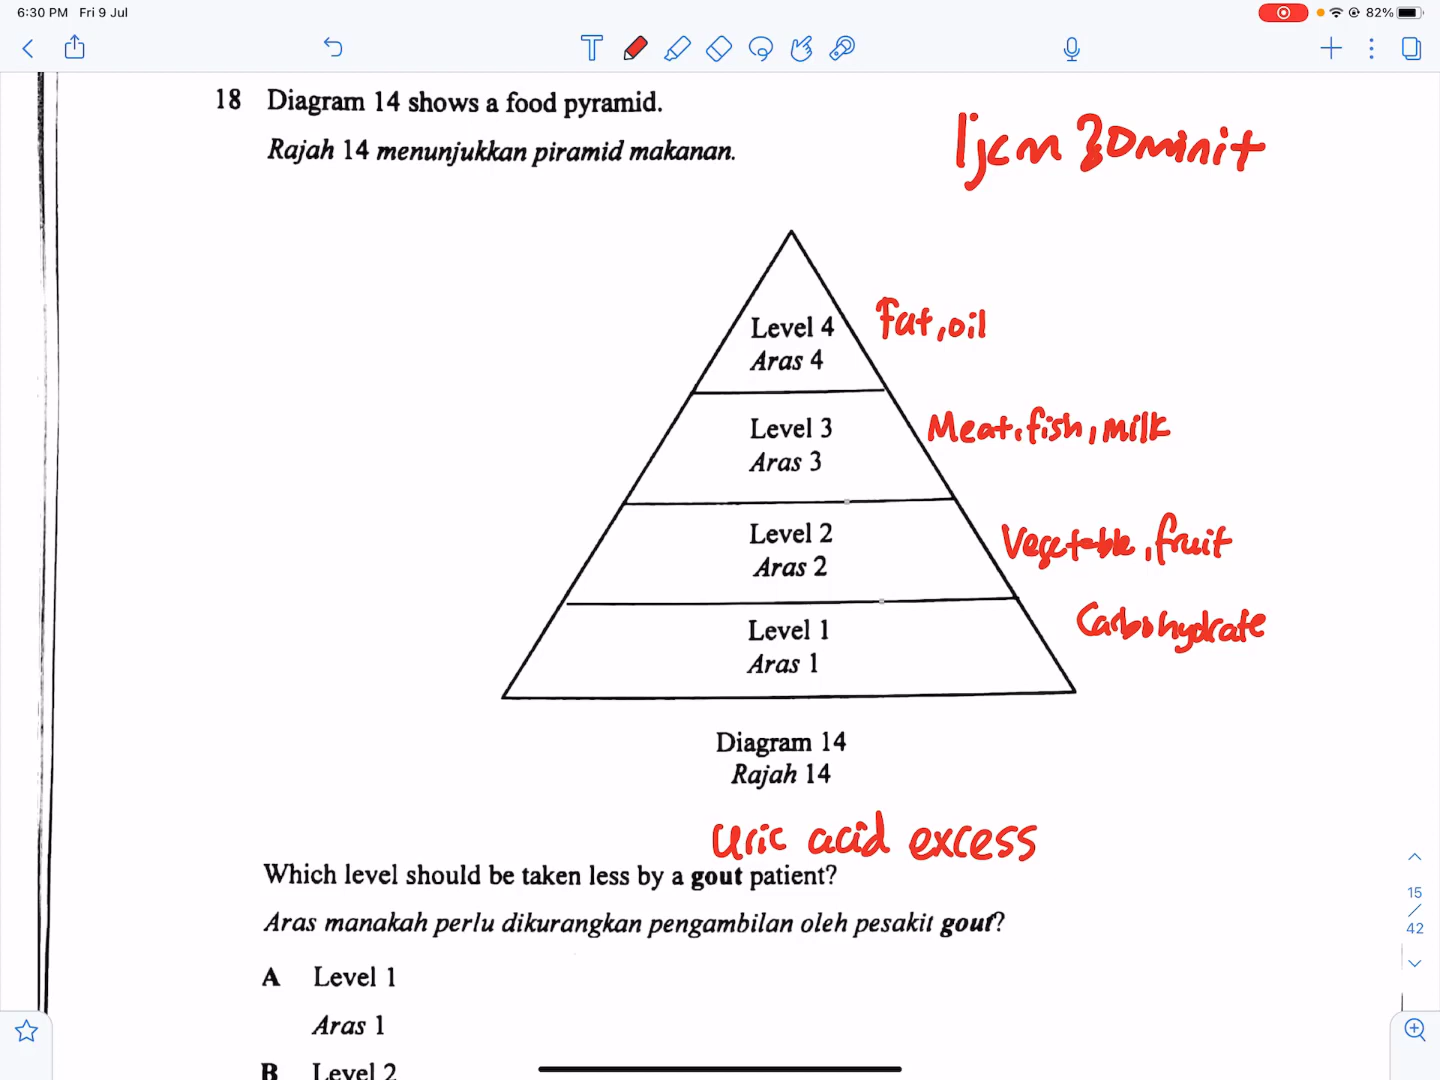 6:30 PM Fri 9 Jul
82%
18 Diagram 14 shows a food pyramid.
Rajah 14 menunjukkan piramid makanan.
1jam 30minit
Level 4
Aras 4
Fat, oil
Level 3
Aras 3
Meat, fish, milk
Level 2
Aras 2
Vegetable, fruit
Level 1
Aras 1
Carbohydrate
Diagram 14
Rajah 14
uric acid excess
Which level should be taken less by a gout patient?
Aras manakah perlu dikurangkan pengambilan oleh pesakit gout?
A Level 1
Aras 1
B Level 2
15
/
42